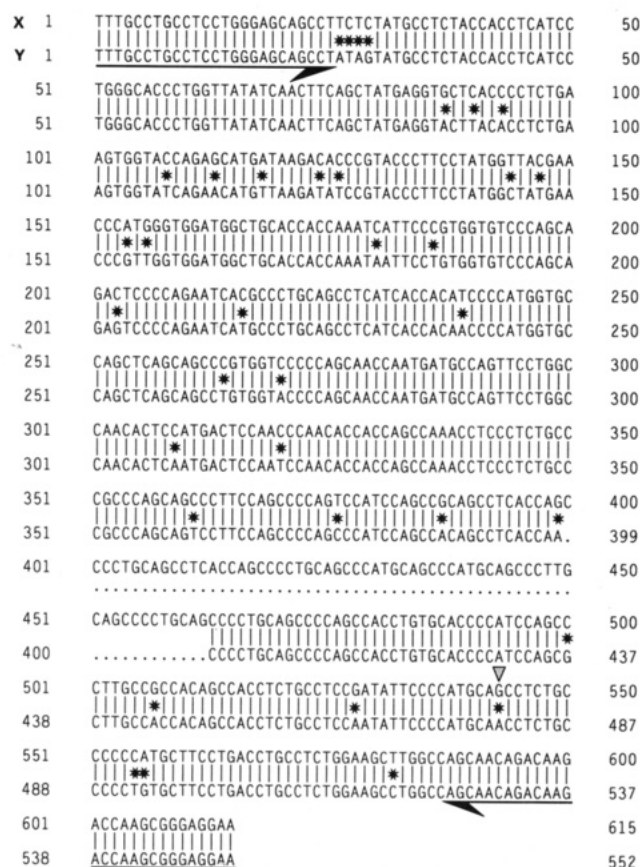 X 1 TTTGCCTGCCTCCTGGGAGCAGCCTTCTCTATGCCTCTACCACCTCATCC 50
Y 1 TTTGCCTGCCTCCTGGGAGCAGCCTATAGTATGCCTCTACCACCTCATCC 50
51 TGGGCACCCTGGTTATATCAACTTCAGCTATGAGGTGCTCACCCCTCTGA 100
51 TGGGCACCCTGGTTATATCAACTTCAGCTATGAGGTACTTACACCTCTGA 100
101 AGTGGTACCAGAGCATGATAAGACACCCGTACCCTTCCTATGGTTACGAA 150
101 AGTGGTATCAGAACATGTTAAGATATCCGTACCCTTCCTATGGCTATGAA 150
151 CCCATGGGTGGATGGCTGCACCACCAAATCATTCCCGTGGTGTCCCAGCA 200
151 CCCGTTGGTGGATGGCTGCACCACCAAATAATTCCTGTGGTGTCCCAGCA 200
201 GACTCCCCAGAATCACGCCCTGCAGCCTCATCACCACATCCCCATGGTGC 250
201 GAGTCCCCAGAATCATGCCCTGCAGCCTCATCACCACAACCCCATGGTGC 250
251 CAGCTCAGCAGCCCGTGGTCCCCCAGCAACCAATGATGCCAGTTCCTGGC 300
251 CAGCTCAGCAGCCTGTGGTACCCCAGCAACCAATGATGCCAGTTCCTGGC 300
301 CAACACTCCATGACTCCAACCCAACACCACCAGCCAAACCTCCCTCTGCC 350
301 CAACACTCAATGACTCCAATCCAACACCACCAGCCAAACCTCCCTCTGCC 350
351 CGCCCAGCAGCCCTTCCAGCCCCAGTCCATCCAGCCGCAGCCTCACCAGC 400
351 CGCCCAGCAGTCCTTCCAGCCCCAGCCCATCCAGCCACAGCCTCACCAA. 399
401 CCCTGCAGCCTCACCAGCCCCTGCAGCCCATGCAGCCCATGCAGCCCTTG 450
..................................................
451 CAGCCCCTGCAGCCCCTGCAGCCCCAGCCACCTGTGCACCCCATCCAGCC 500
400 ............CCCCTGCAGCCCCAGCCACCTGTGCACCCCATCCAGCG 437
501 CTTGCCGCCACAGCCACCTCTGCCTCCGATATTCCCCATGCAGCCTCTGC 550
438 CTTGCCACCACAGCCACCTCTGCCTCCAATATTCCCCATGCAACCTCTGC 487
551 CCCCCATGCTTCCTGACCTGCCTCTGGAAGCTTGGCCAGCAACAGACAAG 600
488 CCCCTGTGCTTCCTGACCTGCCTCTGGAAGCCTGGCCAGCAACAGACAAG 537
601 ACCAAGCGGGAGGAA 615
538 ACCAAGCGGGAGGAA 552